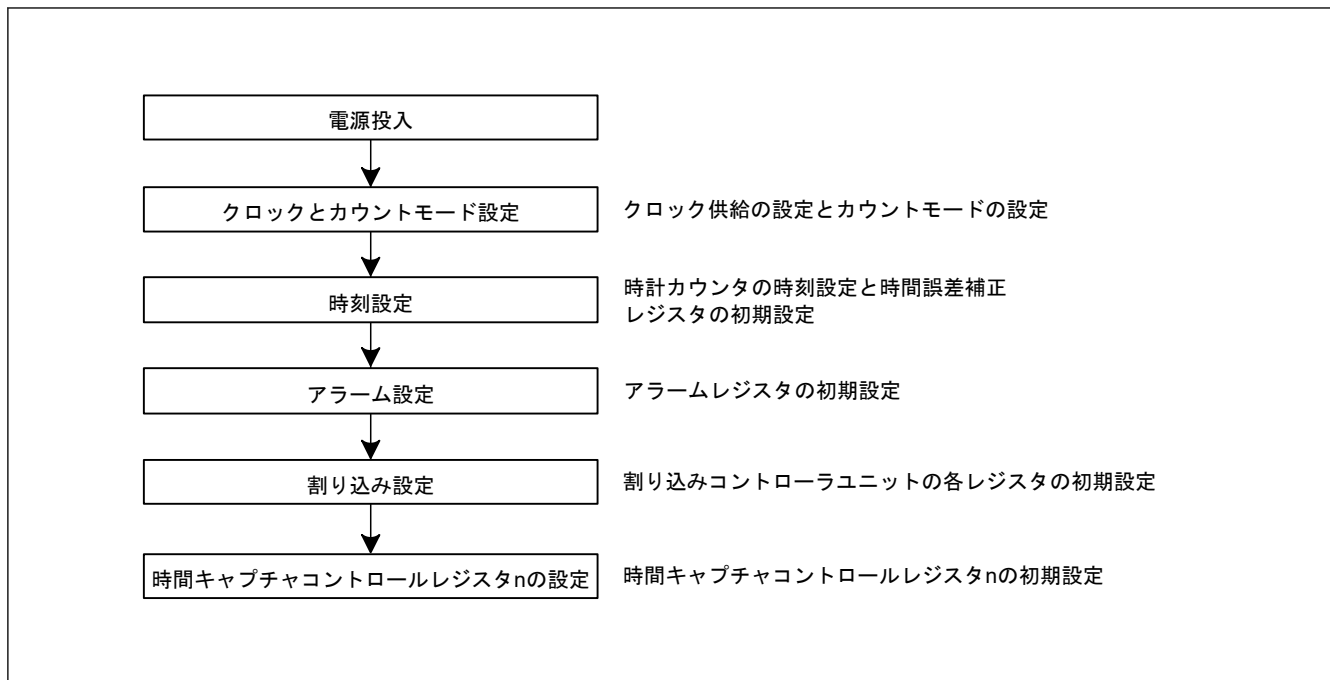 電源投入
クロックとカウントモード設定
クロック供給の設定とカウントモードの設定
時刻設定
時計カウンタの時刻設定と時間誤差補正
レジスタの初期設定
アラーム設定
アラームレジスタの初期設定
割り込み設定
割り込みコントローラユニットの各レジスタの初期設定
時間キャプチャコントロールレジスタnの設定
時間キャプチャコントロールレジスタnの初期設定